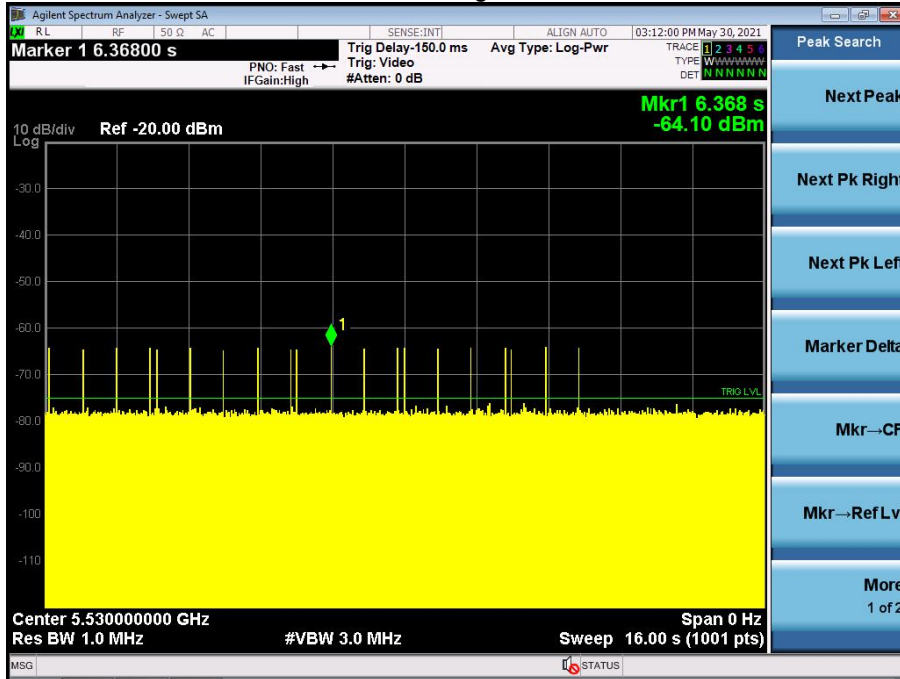 Agilent Spectrum Analyzer - Swept SA
LXI RL RF 50 Ω AC SENSE:INT ALIGN AUTO 03:12:00 PM May 30, 2021
Marker 1 6.36800 s
PNO: Fast
IFGain:High
Trig Delay-150.0 ms
Trig: Video
#Atten: 0 dB
Avg Type: Log-Pwr
TRACE 1 2 3 4 5 6
TYPE WWWWWW
DET N N N N N N
Mkr1 6.368 s
-64.10 dBm
10 dB/div Ref -20.00 dBm
Log
-30.0
-40.0
-50.0
-60.0
1
-70.0
TRIG LVL
-80.0
-90.0
-100
-110
Center 5.530000000 GHz Span 0 Hz
Res BW 1.0 MHz #VBW 3.0 MHz Sweep 16.00 s (1001 pts)
MSG STATUS
Peak Search
Next Peak
Next Pk Right
Next Pk Left
Marker Delta
Mkr→CF
Mkr→Ref Lv
More
1 of 2